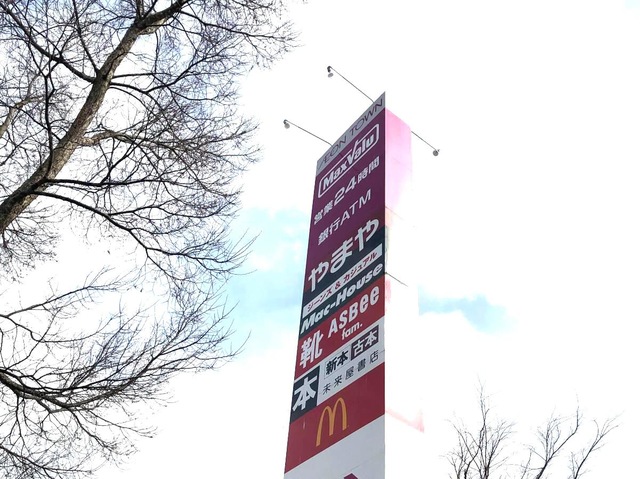 ÆON TOWN
MaxValu
営業24時間
銀行ATM
やまや
ジーンズ & カジュアル
Mac-House
靴 ASBee
fam.
本 新本 古本
未来屋書店